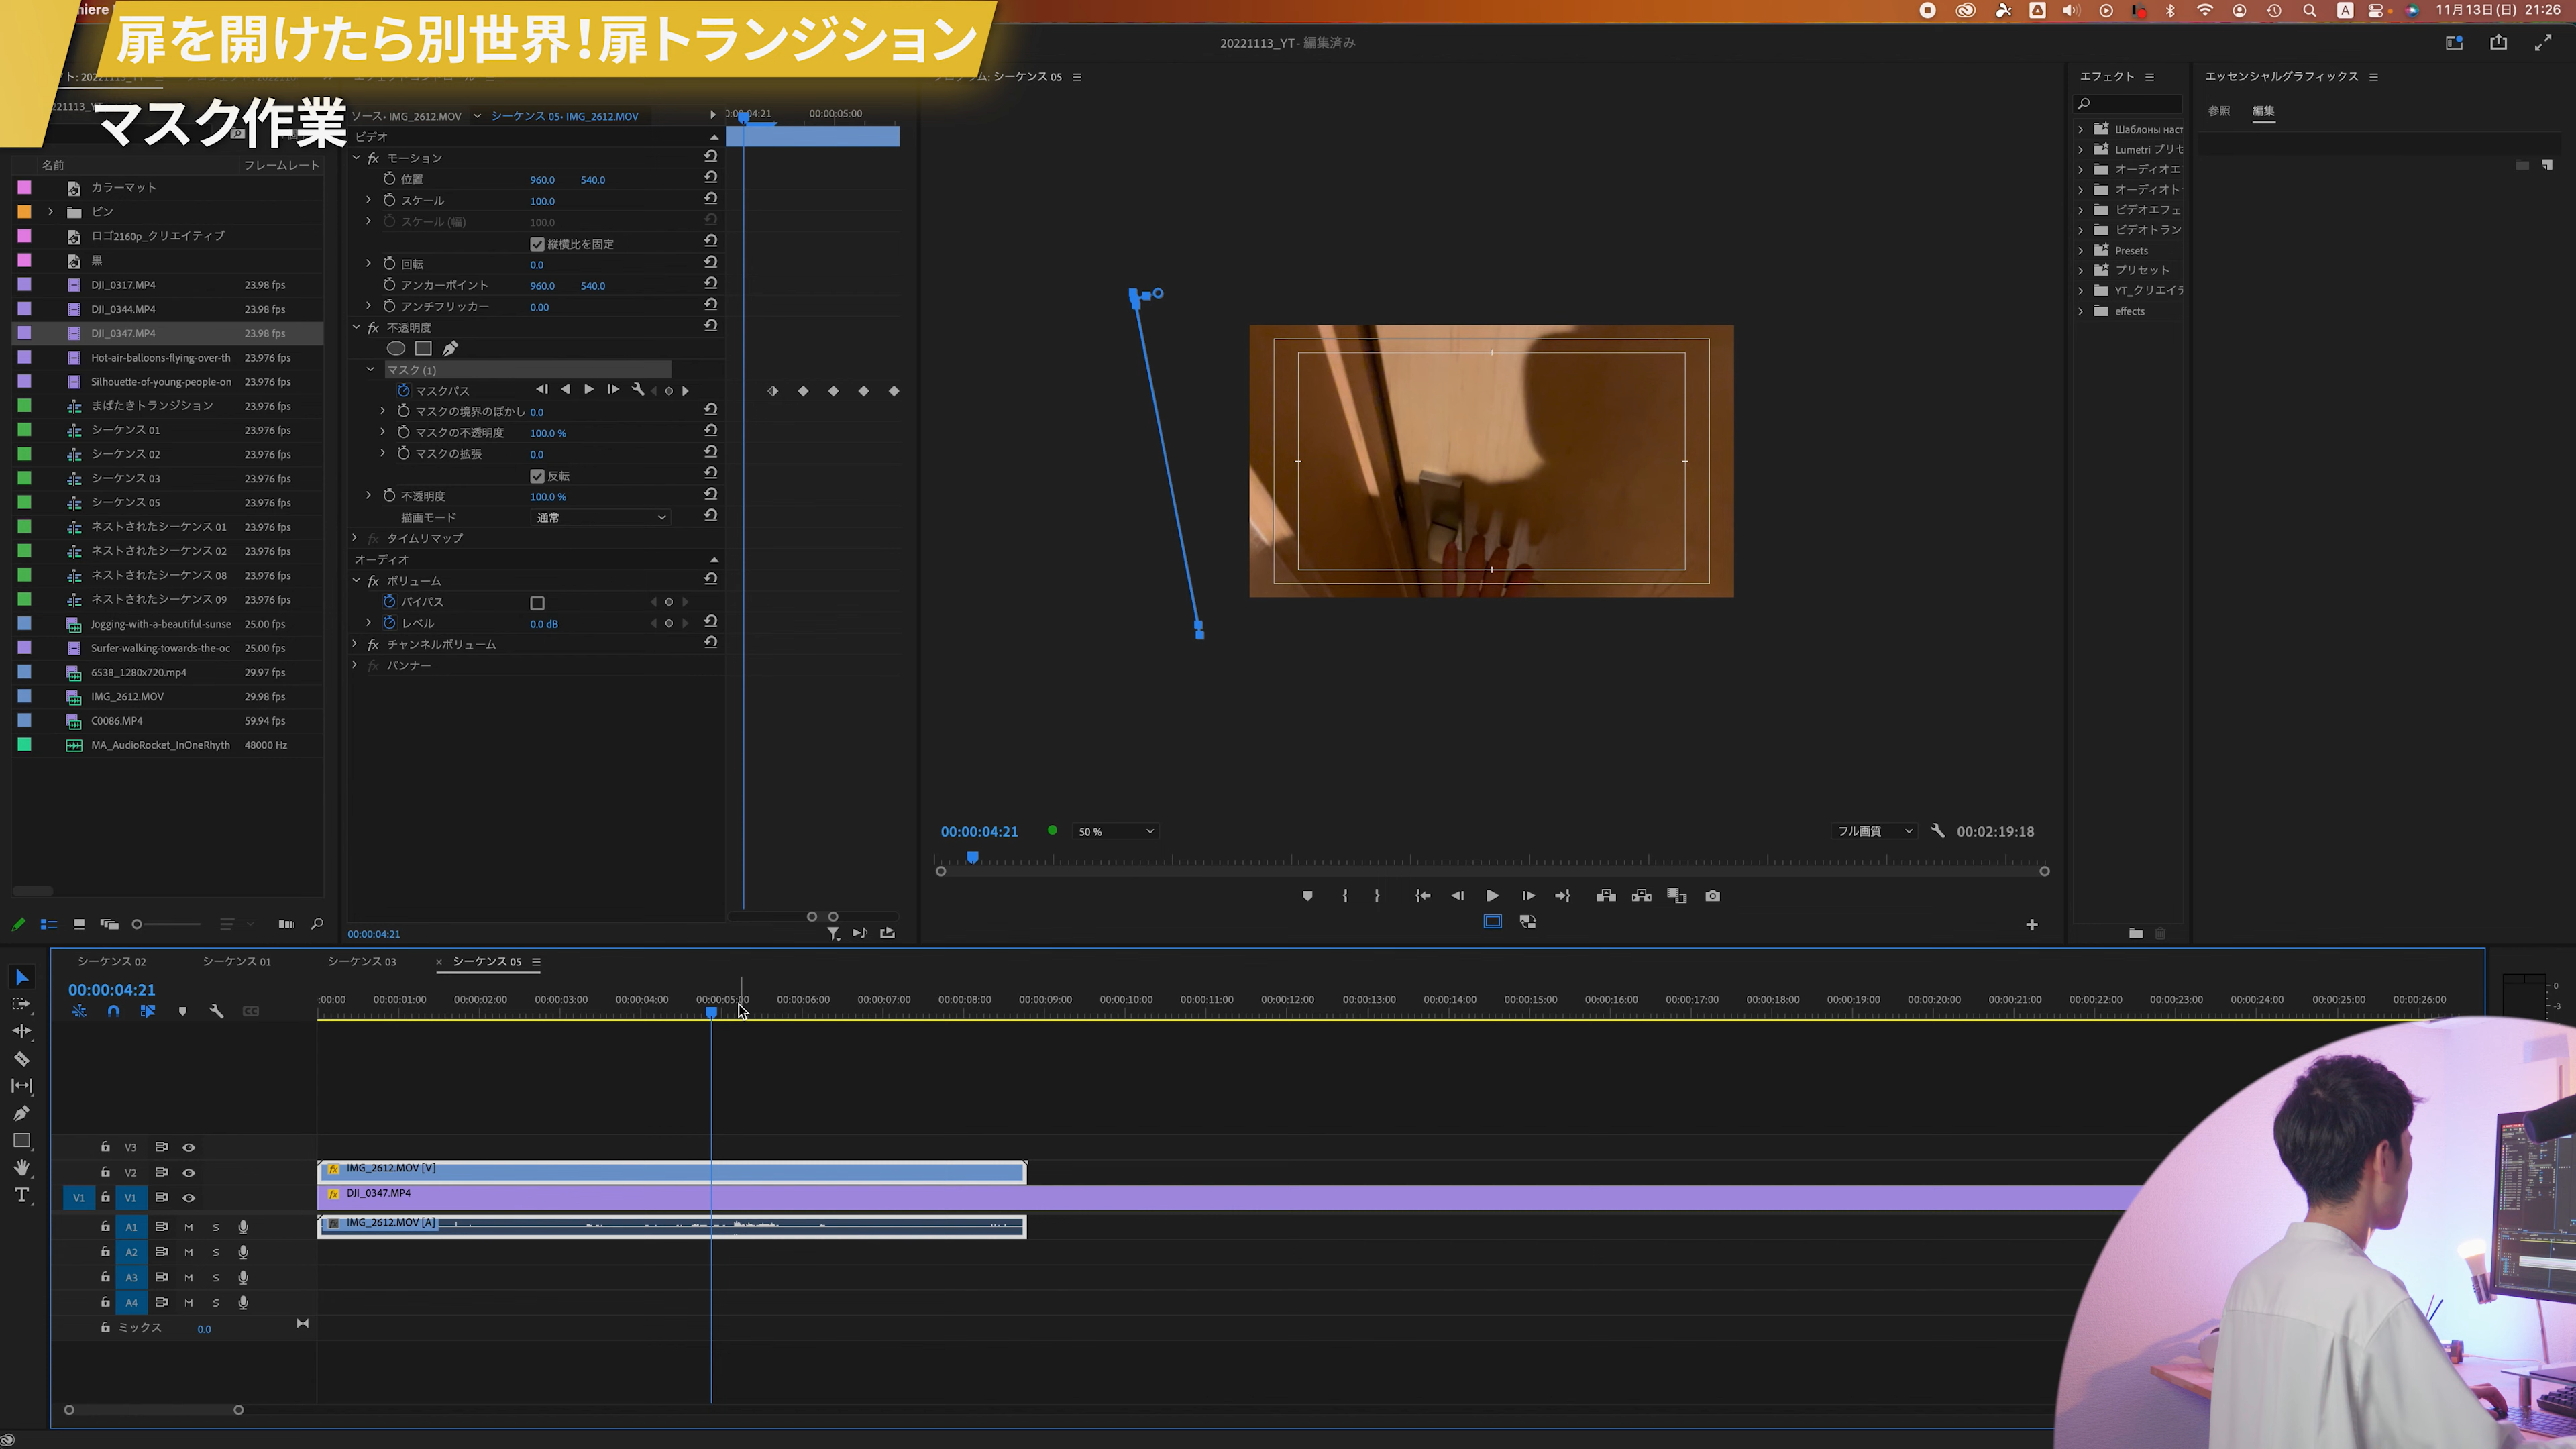 扉を開けたら別世界！扉トランジション
マスク作業
11月13日(日) 21:26
20221113_YT - 編集済み
シーケンス 05
エフェクト
エッセンシャルグラフィックス
参照 編集
ソース・IMG_2612.MOV シーケンス 05・IMG_2612.MOV
00:00:05:00
名前 フレームレート
カラーマット
ビン
ロゴ2160p_クリエイティブ
黒
DJI_0317.MP4 23.98 fps
DJI_0344.MP4 23.98 fps
DJI_0347.MP4 23.98 fps
Hot-air-balloons-flying-over-th 23.976 fps
Silhouette-of-young-people-on 23.976 fps
まばたきトランジション 23.976 fps
シーケンス 01 23.976 fps
シーケンス 02 23.976 fps
シーケンス 03 23.976 fps
シーケンス 05 23.976 fps
ネストされたシーケンス 01 23.976 fps
ネストされたシーケンス 02 23.976 fps
ネストされたシーケンス 08 23.976 fps
ネストされたシーケンス 09 23.976 fps
Jogging-with-a-beautiful-sunse 25.00 fps
Surfer-walking-towards-the-oc 25.00 fps
6538_1280x720.mp4 29.97 fps
IMG_2612.MOV 29.98 fps
C0086.MP4 59.94 fps
MA_AudioRocket_InOneRhyth 48000 Hz
ビデオ
fx モーション
位置 960.0 540.0
スケール 100.0
スケール (幅) 100.0
縦横比を固定
回転 0.0
アンカーポイント 960.0 540.0
アンチフリッカー 0.00
fx 不透明度
マスク (1)
マスクパス
マスクの境界のぼかし 0.0
マスクの不透明度 100.0 %
マスクの拡張 0.0
反転
不透明度 100.0 %
描画モード 通常
fx タイムリマップ
オーディオ
fx ボリューム
バイパス
レベル 0.0 dB
fx チャンネルボリューム
fx パンナー
00:00:04:21
00:00:04:21 50 % フル画質 00:02:19:18
Шаблоны наст
Lumetri プリセ
オーディオエ
オーディオト
ビデオエフェ
ビデオトラン
Presets
プリセット
YT_クリエイテ
effects
シーケンス 02 シーケンス 01 シーケンス 03 × シーケンス 05
00:00:04:21
:00:00 00:00:01:00 00:00:02:00 00:00:03:00 00:00:04:00 00:00:05:00 00:00:06:00 00:00:07:00 00:00:08:00 00:00:09:00 00:00:10:00 00:00:11:00 00:00:12:00 00:00:13:00 00:00:14:00 00:00:15:00 00:00:16:00 00:00:17:00 00:00:18:00 00:00:19:00 00:00:20:00 00:00:21:00 00:00:22:00 00:00:23:00 00:00:24:00 00:00:25:00 00:00:26:00
0
-3
V3
V2 fx IMG_2612.MOV [V]
V1 V1 fx DJI_0347.MP4
A1 M S fx IMG_2612.MOV [A]
A2 M S
A3 M S
A4 M S
ミックス 0.0